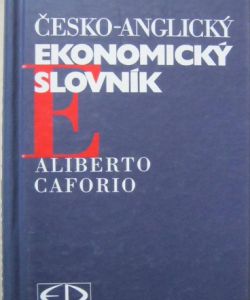 ČESKO-ANGLICKÝ
EKONOMICKÝ
SLOVNÍK
E
ALIBERTO
CAFORIO